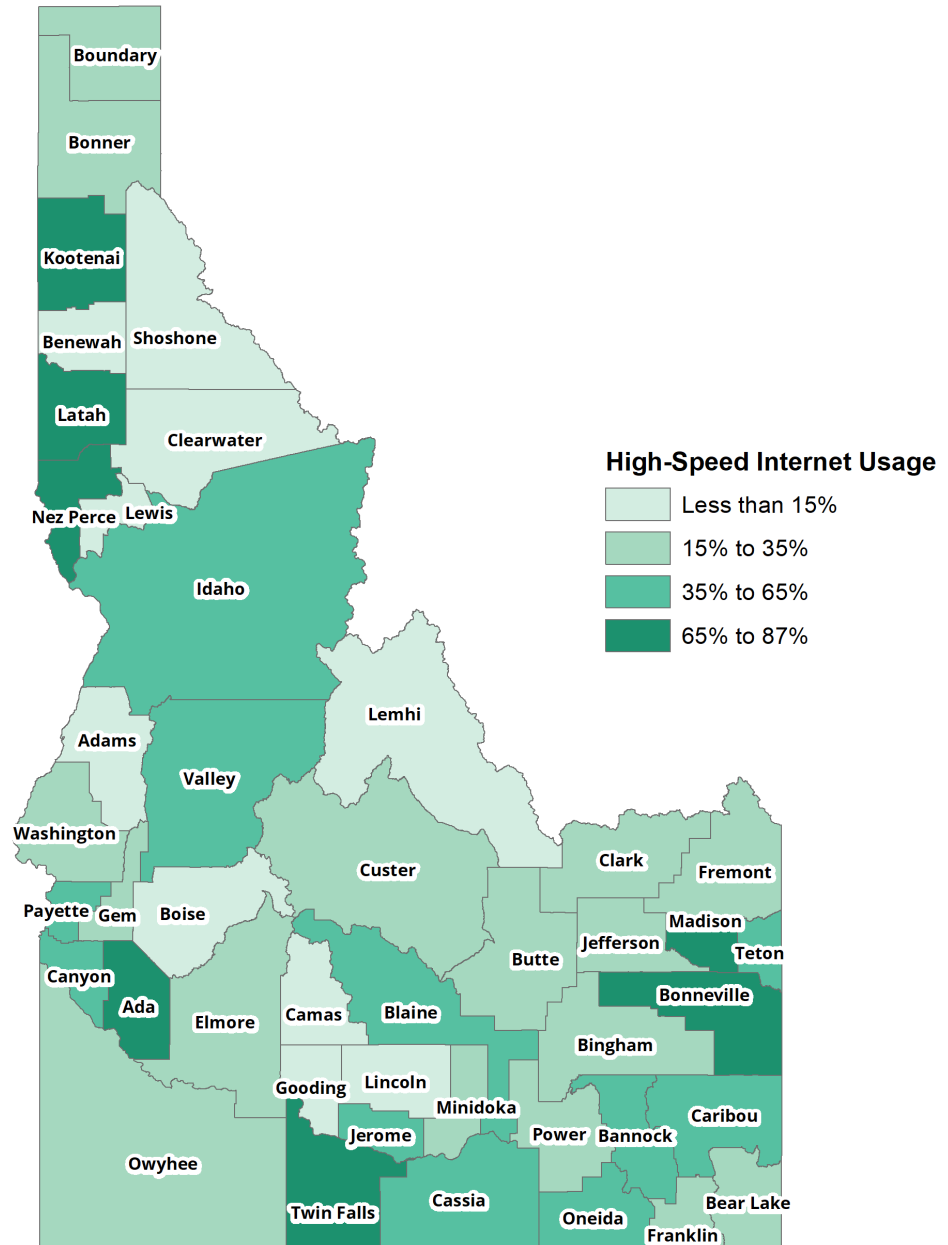 Boundary
Bonner
Kootenai
Benewah
Shoshone
Latah
Clearwater
High-Speed Internet Usage
Less than 15%
15% to 35%
35% to 65%
65% to 87%
Nez Perce
Lewis
Idaho
Lemhi
Adams
Valley
Washington
Custer
Clark
Fremont
Payette
Gem
Boise
Madison
Jefferson
Teton
Butte
Canyon
Ada
Bonneville
Elmore
Camas
Blaine
Bingham
Gooding
Lincoln
Minidoka
Caribou
Jerome
Power
Bannock
Owyhee
Cassia
Bear Lake
Twin Falls
Oneida
Franklin